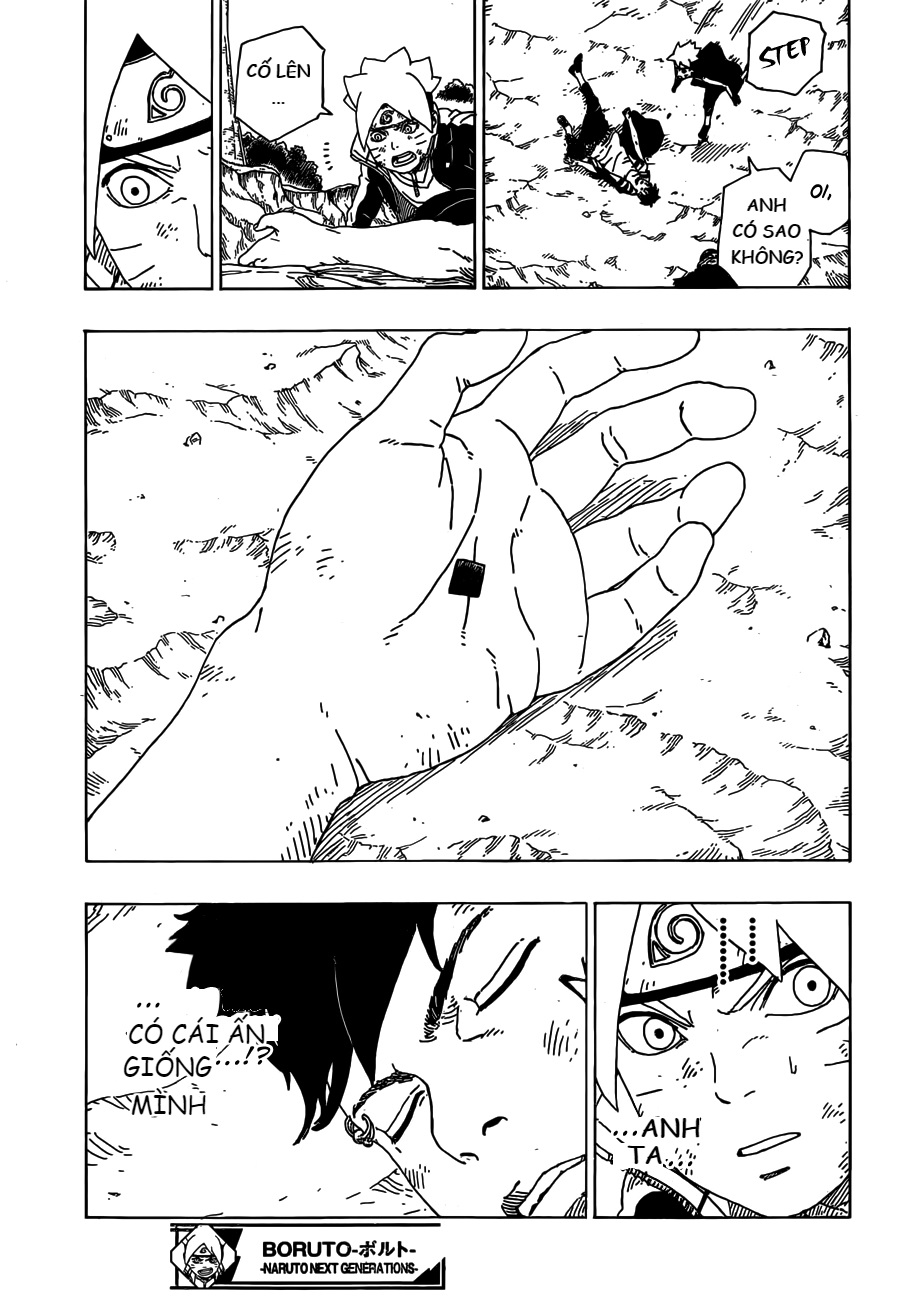 STEP
OI,
ANH
CÓ SAO
KHÔNG?
CỐ LÊN
...
...ANH
TA...
...
CÓ CÁI ẤN
GIỐNG...!?
MÌNH
BORUTO-ボルト-
-NARUTO NEXT GENERATIONS-